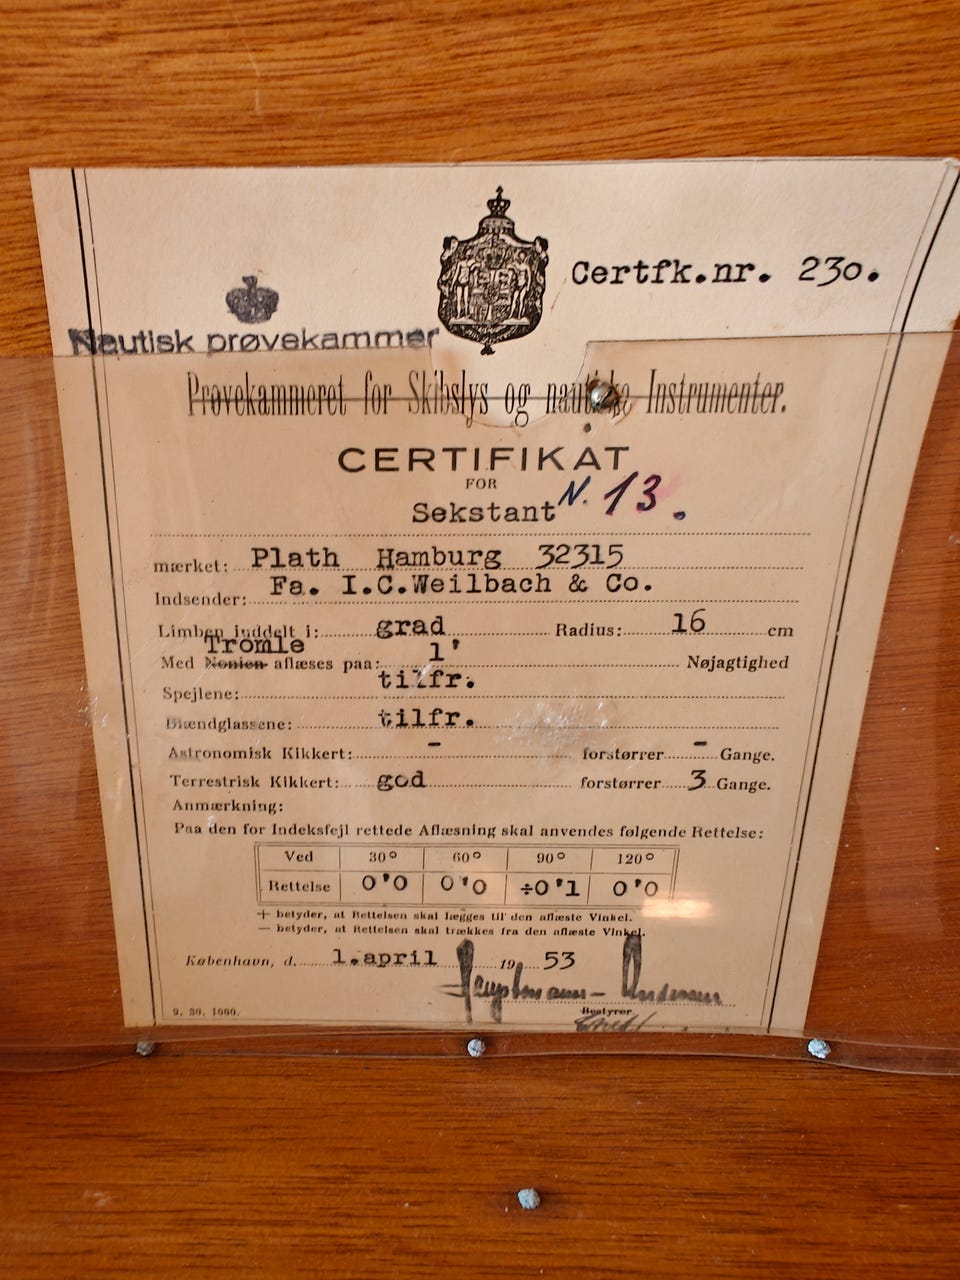 Certfk.nr. 230.
Nautisk prøvekammer
Prøvekammeret for Skibslys og nautiske Instrumenter.
CERTIFIKAT
FOR
Sekstant N. 13.
mærket: Plath Hamburg 32315
Indsender: Fa. I.C.Weilbach & Co.
Limben inddelt i: grad Radius: 16 cm
Tromle
Med Nonien aflæses paa: 1' Nøjagtighed
Spejlene: tilfr.
Blændglassene: tilfr.
Astronomisk Kikkert: - forstørrer - Gange.
Terrestrisk Kikkert: god forstørrer 3 Gange.
Anmærkning:
Paa den for Indeksfejl rettede Aflæsning skal anvendes følgende Rettelse:
Ved 30° 60° 90° 120°
Rettelse 0'0 0'0 ÷0'1 0'0
+ betyder, at Rettelsen skal lægges til den aflæste Vinkel.
— betyder, at Rettelsen skal trækkes fra den aflæste Vinkel.
København, d. 1.april 19 53
Bestyrer
9. 39. 1000.